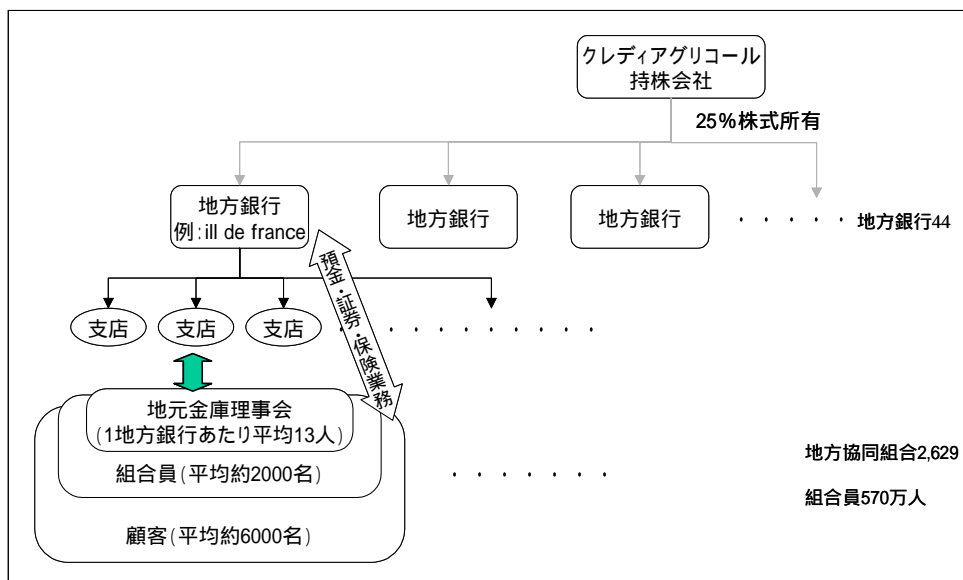 クレディアグリコール
持株会社
25%株式所有
地方銀行
例:ill de france
地方銀行
地方銀行
・・・・・地方銀行44
預金・証券・保険業務
支店
支店
支店
・・・・・・・・・・
地元金庫理事会
(1地方銀行あたり平均13人)
組合員(平均約2000名)
・・・・・・・
地方協同組合2,629
組合員570万人
顧客(平均約6000名)